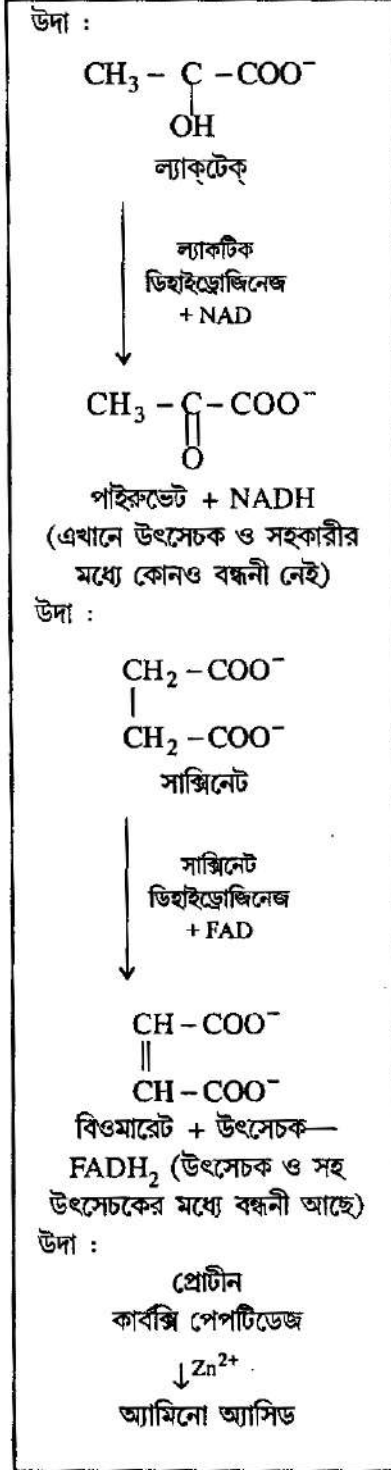 উদা :
CH₃ – C – COO⁻
OH
ল্যাক্‌টেক্
ল্যাকটিক
ডিহাইড্রোজিনেজ
+ NAD
CH₃ – C – COO⁻
O
পাইরুভেট + NADH
(এখানে উৎসেচক ও সহকারীর
মধ্যে কোনও বন্ধনী নেই)
উদা :
CH₂ – COO⁻
CH₂ – COO⁻
সাক্সিনেট
সাক্সিনেট
ডিহাইড্রোজিনেজ
+ FAD
CH – COO⁻
CH – COO⁻
বিওমারেট + উৎসেচক—
FADH₂ (উৎসেচক ও সহ
উৎসেচকের মধ্যে বন্ধনী আছে)
উদা :
প্রোটীন
কার্বক্সি পেপটিডেজ
↓Zn²⁺
অ্যামিনো অ্যাসিড